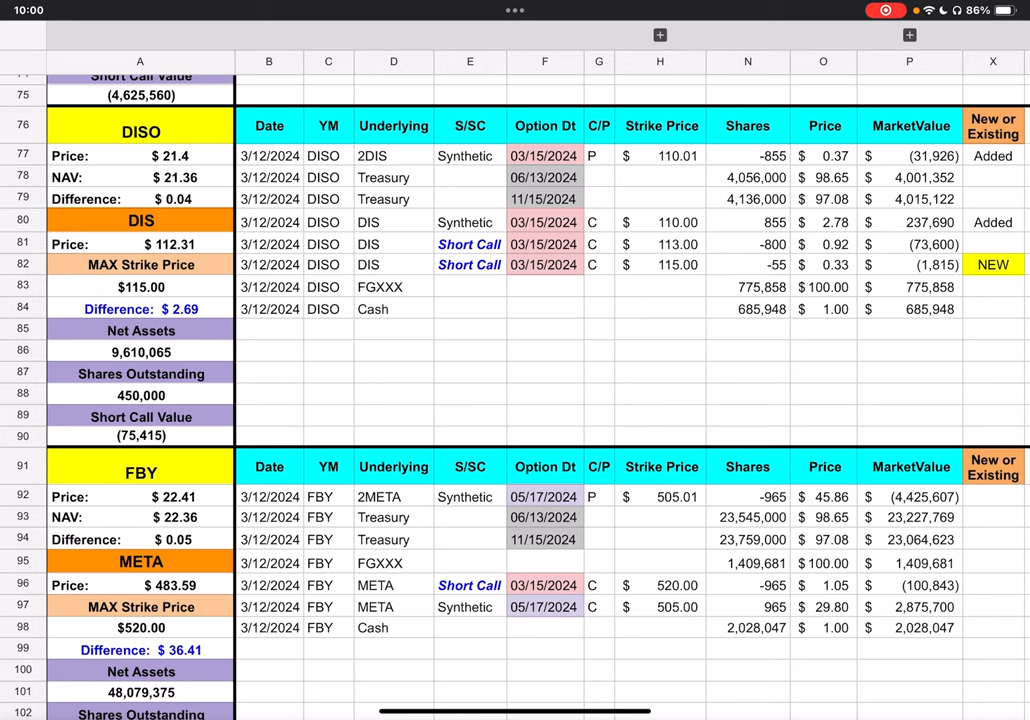 10:00 86%
A B C D E F G H N O P X
Short Call Value
75 (4,625,560)
76 DISO Date YM Underlying S/SC Option Dt C/P Strike Price Shares Price MarketValue New or Existing
77 Price: $ 21.4 3/12/2024 DISO 2DIS Synthetic 03/15/2024 P $ 110.01 -855 $ 0.37 $ (31,926) Added
78 NAV: $ 21.36 3/12/2024 DISO Treasury 06/13/2024 4,056,000 $ 98.65 $ 4,001,352
79 Difference: $ 0.04 3/12/2024 DISO Treasury 11/15/2024 4,136,000 $ 97.08 $ 4,015,122
80 DIS 3/12/2024 DISO DIS Synthetic 03/15/2024 C $ 110.00 855 $ 2.78 $ 237,690 Added
81 Price: $ 112.31 3/12/2024 DISO DIS Short Call 03/15/2024 C $ 113.00 -800 $ 0.92 $ (73,600)
82 MAX Strike Price 3/12/2024 DISO DIS Short Call 03/15/2024 C $ 115.00 -55 $ 0.33 $ (1,815) NEW
83 $115.00 3/12/2024 DISO FGXXX 775,858 $ 100.00 $ 775,858
84 Difference: $ 2.69 3/12/2024 DISO Cash 685,948 $ 1.00 $ 685,948
85 Net Assets
86 9,610,065
87 Shares Outstanding
88 450,000
89 Short Call Value
90 (75,415)
91 FBY Date YM Underlying S/SC Option Dt C/P Strike Price Shares Price MarketValue New or Existing
92 Price: $ 22.41 3/12/2024 FBY 2META Synthetic 05/17/2024 P $ 505.01 -965 $ 45.86 $ (4,425,607)
93 NAV: $ 22.36 3/12/2024 FBY Treasury 06/13/2024 23,545,000 $ 98.65 $ 23,227,769
94 Difference: $ 0.05 3/12/2024 FBY Treasury 11/15/2024 23,759,000 $ 97.08 $ 23,064,623
95 META 3/12/2024 FBY FGXXX 1,409,681 $ 100.00 $ 1,409,681
96 Price: $ 483.59 3/12/2024 FBY META Short Call 03/15/2024 C $ 520.00 -965 $ 1.05 $ (100,843)
97 MAX Strike Price 3/12/2024 FBY META Synthetic 05/17/2024 C $ 505.00 965 $ 29.80 $ 2,875,700
98 $520.00 3/12/2024 FBY Cash 2,028,047 $ 1.00 $ 2,028,047
99 Difference: $ 36.41
100 Net Assets
101 48,079,375
102 Shares Outstanding